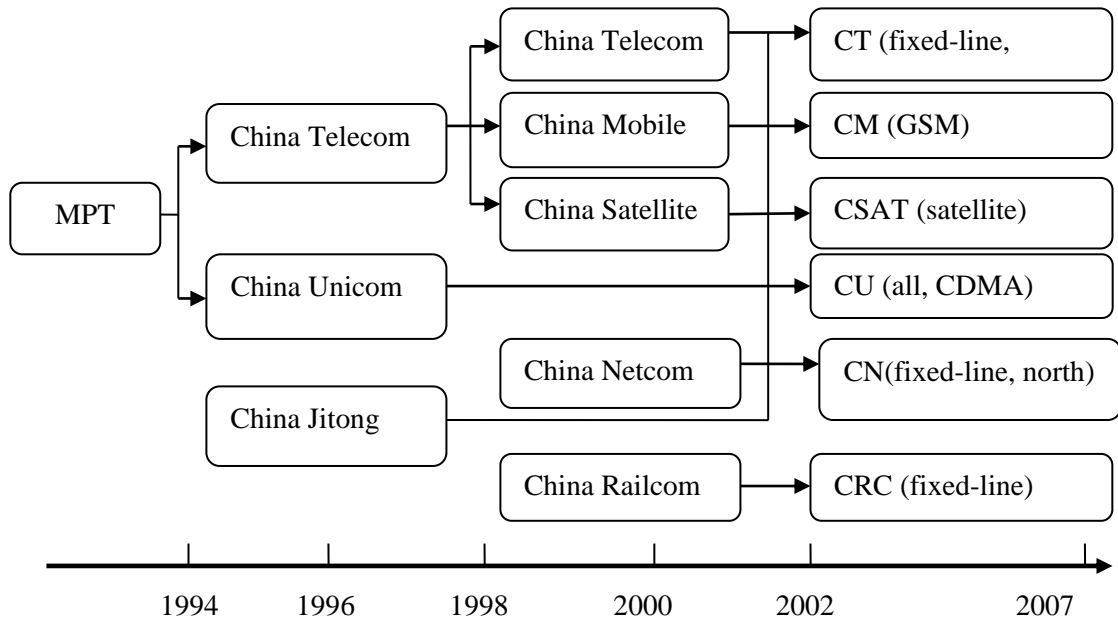 China Telecom
CT (fixed-line,
China Telecom
China Mobile
CM (GSM)
MPT
China Satellite
CSAT (satellite)
China Unicom
CU (all, CDMA)
China Netcom
CN(fixed-line, north)
China Jitong
China Railcom
CRC (fixed-line)
1994 1996 1998 2000 2002 2007